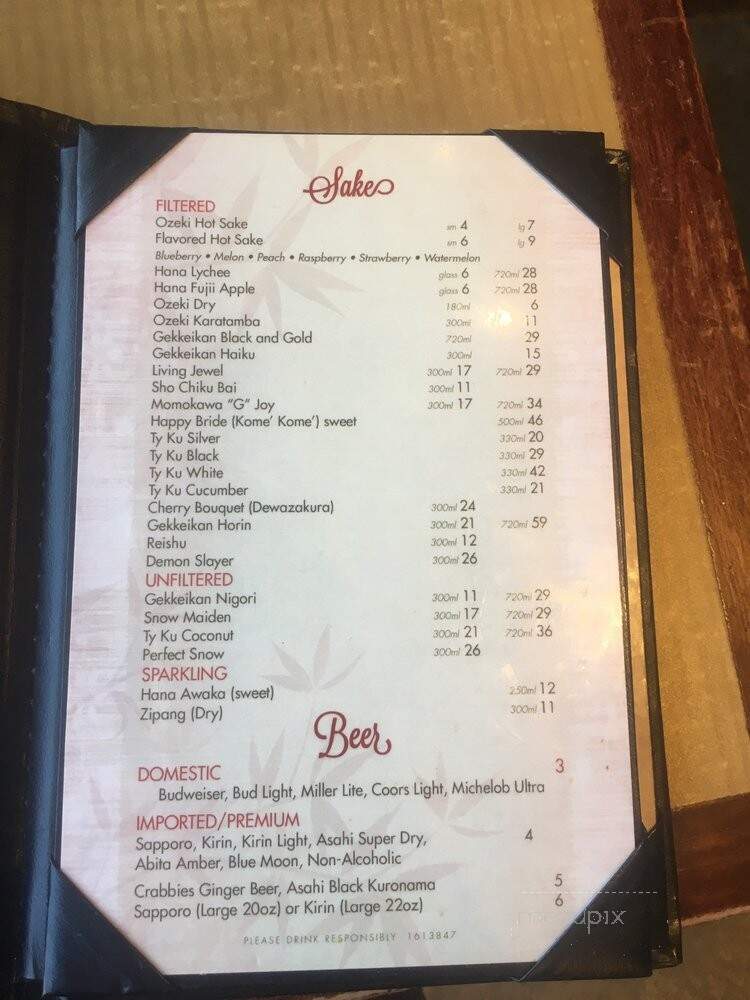 Sake
FILTERED
Ozeki Hot Sake sm 4 lg 7
Flavored Hot Sake sm 6 lg 9
Blueberry • Melon • Peach • Raspberry • Strawberry • Watermelon
Hana Lychee glass 6 720ml 28
Hana Fujii Apple glass 6 720ml 28
Ozeki Dry 180ml 6
Ozeki Karatamba 300ml 11
Gekkeikan Black and Gold 720ml 29
Gekkeikan Haiku 300ml 15
Living Jewel 300ml 17 720ml 29
Sho Chiku Bai 300ml 11
Momokawa "G" Joy 300ml 17 720ml 34
Happy Bride (Kome' Kome') sweet 500ml 46
Ty Ku Silver 330ml 20
Ty Ku Black 330ml 29
Ty Ku White 330ml 42
Ty Ku Cucumber 330ml 21
Cherry Bouquet (Dewazakura) 300ml 24
Gekkeikan Horin 300ml 21 720ml 59
Reishu 300ml 12
Demon Slayer 300ml 26
UNFILTERED
Gekkeikan Nigori 300ml 11 720ml 29
Snow Maiden 300ml 17 720ml 29
Ty Ku Coconut 300ml 21 720ml 36
Perfect Snow 300ml 26
SPARKLING
Hana Awaka (sweet) 250ml 12
Zipang (Dry) 300ml 11
Beer
DOMESTIC 3
Budweiser, Bud Light, Miller Lite, Coors Light, Michelob Ultra
IMPORTED/PREMIUM
Sapporo, Kirin, Kirin Light, Asahi Super Dry, 4
Abita Amber, Blue Moon, Non-Alcoholic
Crabbies Ginger Beer, Asahi Black Kuronama 5
Sapporo (Large 20oz) or Kirin (Large 22oz) 6
PLEASE DRINK RESPONSIBLY 1613847